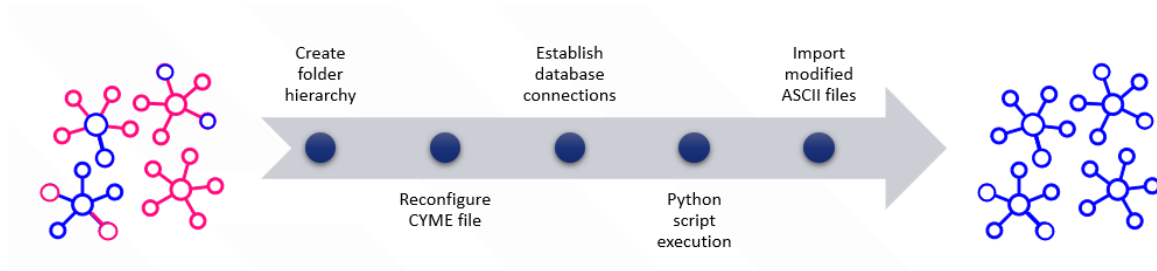 Create
folder
hierarchy
Reconfigure
CYME file
Establish
database
connections
Python
script
execution
Import
modified
ASCII files